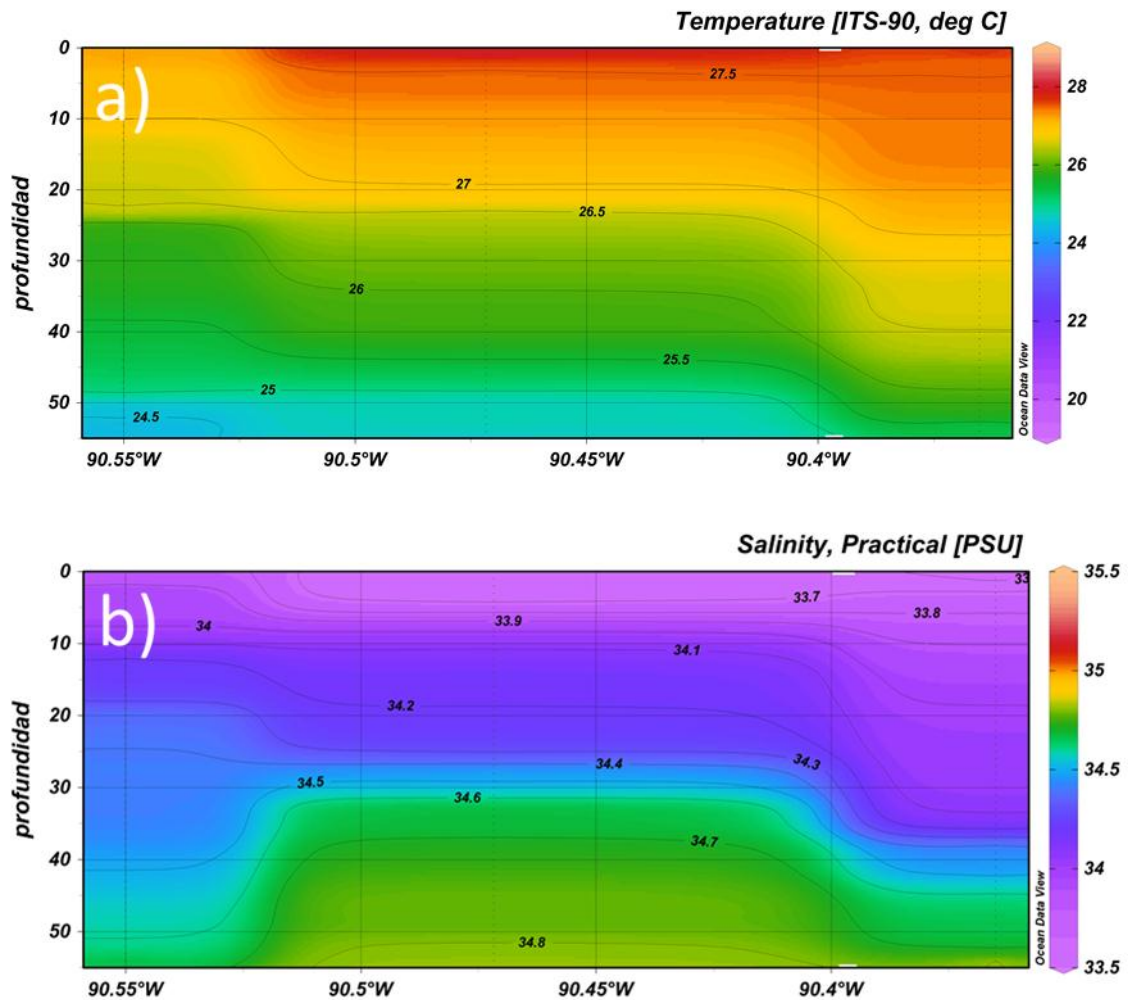 Temperature [ITS-90, deg C]
a)
0
10
20
30
40
50
profundidad
27.5
27
26.5
26
25.5
25
24.5
90.55°W
90.5°W
90.45°W
90.4°W
28
26
24
22
20
Ocean Data View
Salinity, Practical [PSU]
b)
0
10
20
30
40
50
profundidad
33
33.7
33.8
33.9
34
34.1
34.2
34.3
34.4
34.5
34.6
34.7
34.8
90.55°W
90.5°W
90.45°W
90.4°W
35.5
35
34.5
34
33.5
Ocean Data View